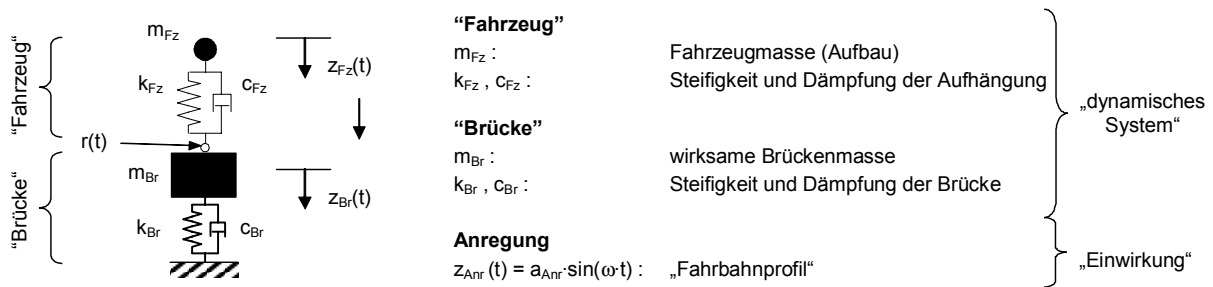 "Fahrzeug"
m_Fz
z_Fz(t)
k_Fz
c_Fz
r(t)
"Brücke"
m_Br
z_Br(t)
k_Br
c_Br
"Fahrzeug"
m_Fz : Fahrzeugmasse (Aufbau)
k_Fz , c_Fz : Steifigkeit und Dämpfung der Aufhängung
"Brücke"
m_Br : wirksame Brückenmasse
k_Br , c_Br : Steifigkeit und Dämpfung der Brücke
Anregung
z_Anr (t) = a_Anr·sin(ω·t) : „Fahrbahnprofil“
„dynamisches
System“
„Einwirkung“